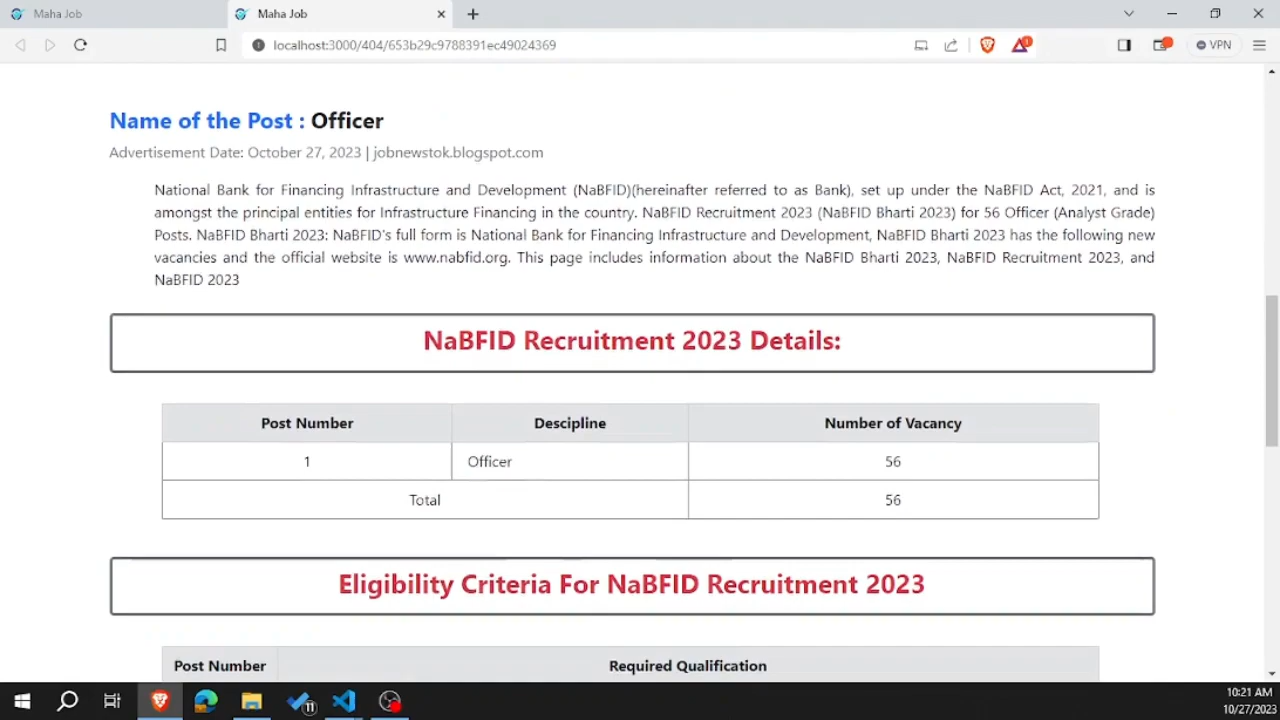 Maha Job
Maha Job
localhost:3000/404/653b29c9788391ec49024369
1
VPN
Name of the Post : Officer
Advertisement Date: October 27, 2023 | jobnewstok.blogspot.com
National Bank for Financing Infrastructure and Development (NaBFID)(hereinafter referred to as Bank), set up under the NaBFID Act, 2021, and is
amongst the principal entities for Infrastructure Financing in the country. NaBFID Recruitment 2023 (NaBFID Bharti 2023) for 56 Officer (Analyst Grade)
Posts. NaBFID Bharti 2023: NaBFID's full form is National Bank for Financing Infrastructure and Development, NaBFID Bharti 2023 has the following new
vacancies and the official website is www.nabfid.org. This page includes information about the NaBFID Bharti 2023, NaBFID Recruitment 2023, and
NaBFID 2023
NaBFID Recruitment 2023 Details:
Post Number Descipline Number of Vacancy
1 Officer 56
Total 56
Eligibility Criteria For NaBFID Recruitment 2023
Post Number Required Qualification
11
10:21 AM
10/27/2023